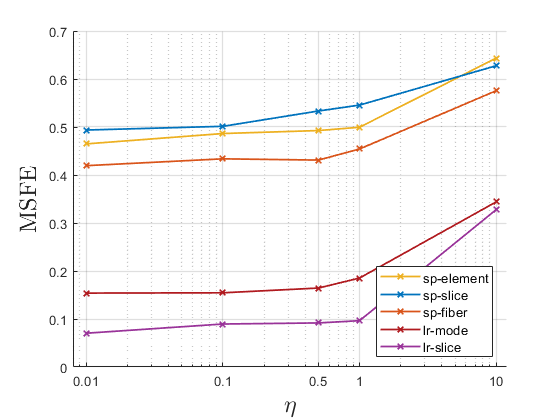 0.7
0.6
0.5
0.4
0.3
0.2
0.1
0
MSFE
0.01 0.1 0.5 1 10
η
sp-element
sp-slice
sp-fiber
lr-mode
lr-slice